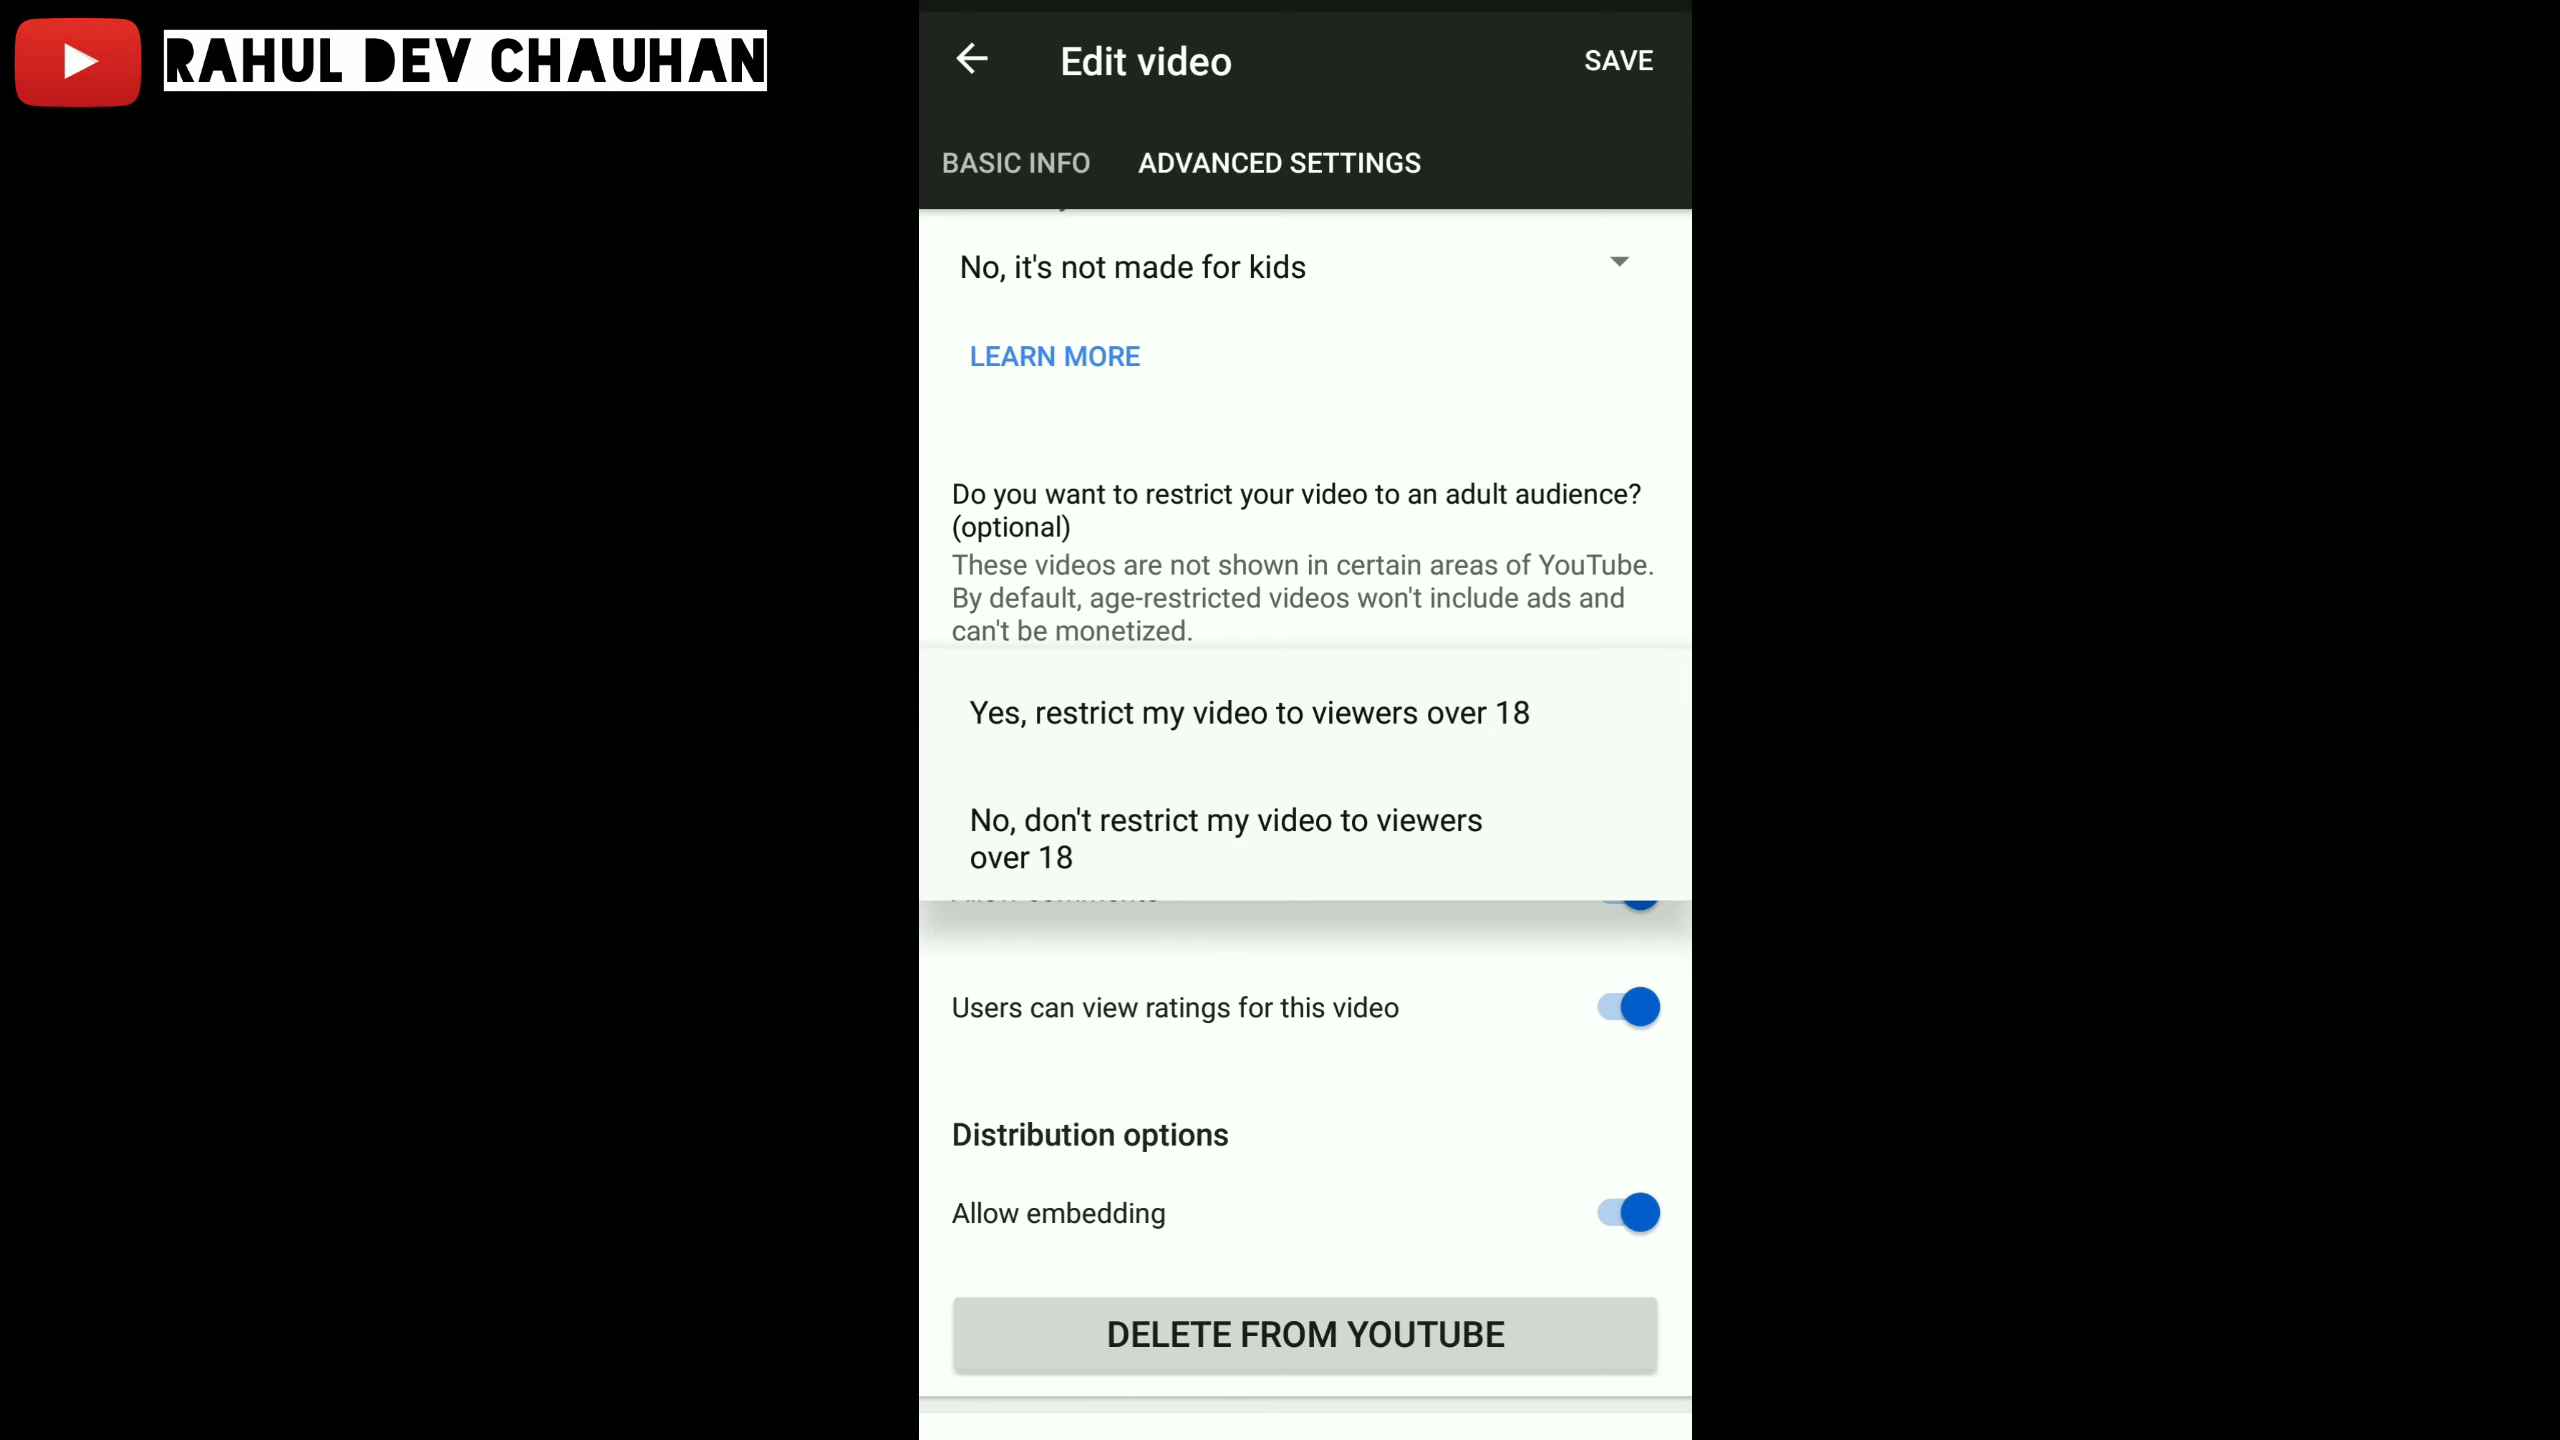 RAHUL DEV CHAUHAN
Edit video
SAVE
BASIC INFO
ADVANCED SETTINGS
No, it's not made for kids
LEARN MORE
Do you want to restrict your video to an adult audience?
(optional)
These videos are not shown in certain areas of YouTube.
By default, age-restricted videos won't include ads and
can't be monetized.
Yes, restrict my video to viewers over 18
No, don't restrict my video to viewers
over 18
Users can view ratings for this video
Distribution options
Allow embedding
DELETE FROM YOUTUBE